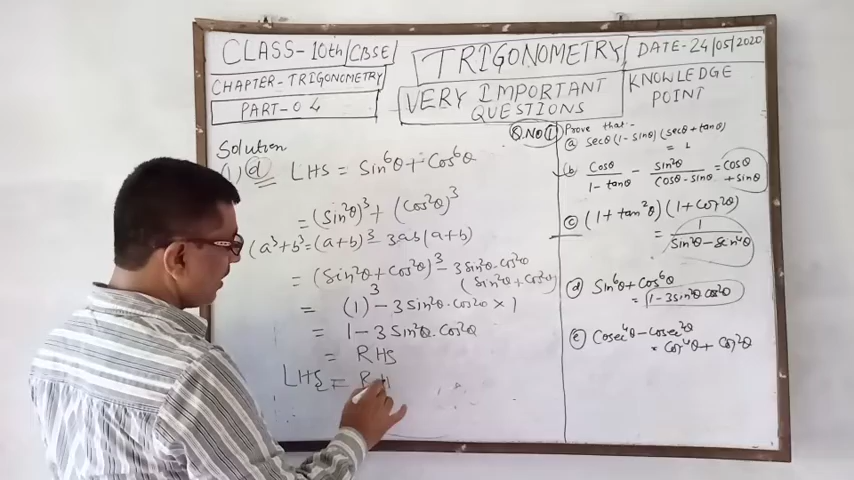 CLASS-10th/CBSE/
CHAPTER-TRIGONOMETRY
PART-04
TRIGONOMETRY
VERY IMPORTANT
QUESTIONS
DATE-24/05/2020
KNOWLEDGE
POINT
Solution
(1) (d) LHS = Sin⁶θ + Cos⁶θ
= (Sin²θ)³ + (Cos²θ)³
(a³+b³ = (a+b)³ - 3ab(a+b)
= (Sin²θ + Cos²θ)³ - 3Sin²θ.Cos²θ
(Sin²θ + Cos²θ)
= (1)³ - 3Sin²θ.Cos²θ × 1
= 1 - 3Sin²θ.Cos²θ
= RHS
LHS = RH
Q.NO(1) Prove that-
(a) secθ(1-Sinθ)(secθ+tanθ)
= 1
(b) Cosθ/1-tanθ - Sin²θ/Cosθ-Sinθ = Cosθ
+Sinθ
(c) (1+tan²θ)(1+Cot²θ)
= 1/Sin²θ-Sin⁴θ
(d) Sin⁶θ+Cos⁶θ
= 1-3Sin²θ.Cos²θ
(e) Cosec⁴θ-Cosec²θ
= Cot⁴θ + Cot²θ